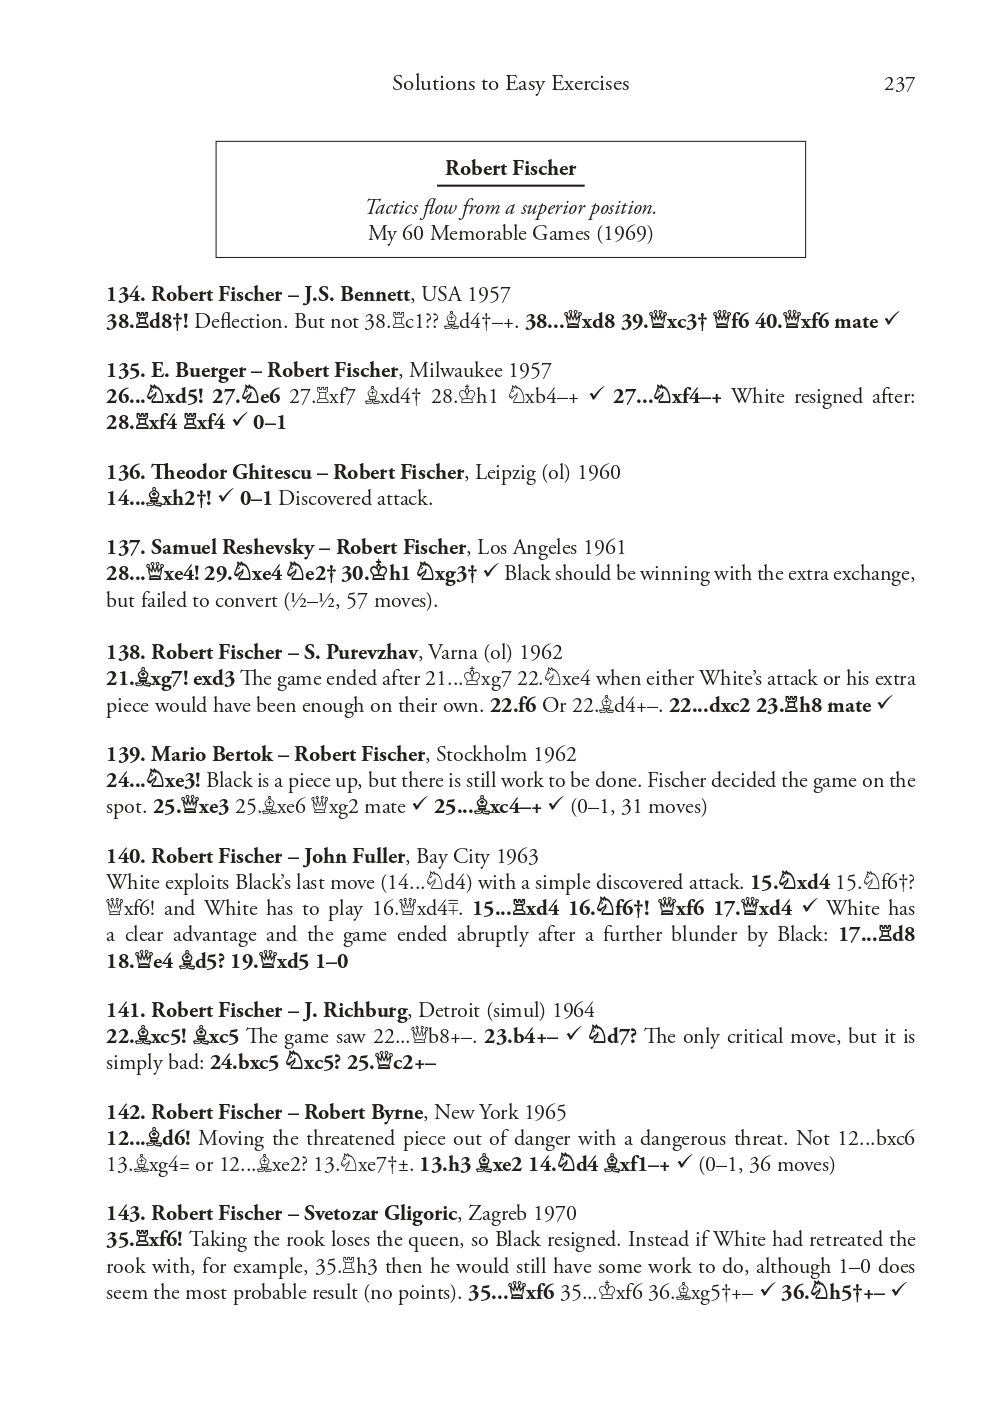 Solutions to Easy Exercises 237
Robert Fischer
Tactics flow from a superior position.
My 60 Memorable Games (1969)
134. Robert Fischer – J.S. Bennett, USA 1957
38.♖d8†! Deflection. But not 38.♖c1?? ♗d4†–+. 38...♕xd8 39.♕xc3† ♕f6 40.♕xf6 mate ✓
135. E. Buerger – Robert Fischer, Milwaukee 1957
26...♘xd5! 27.♘e6 27.♖xf7 ♗xd4† 28.♔h1 ♘xb4–+ ✓ 27...♘xf4–+ White resigned after:
28.♖xf4 ♖xf4 ✓ 0–1
136. Theodor Ghitescu – Robert Fischer, Leipzig (ol) 1960
14...♗xh2†! ✓ 0–1 Discovered attack.
137. Samuel Reshevsky – Robert Fischer, Los Angeles 1961
28...♕xe4! 29.♘xe4 ♘e2† 30.♔h1 ♘xg3† ✓ Black should be winning with the extra exchange,
but failed to convert (½–½, 57 moves).
138. Robert Fischer – S. Purevzhav, Varna (ol) 1962
21.♗xg7! exd3 The game ended after 21...♔xg7 22.♘xe4 when either White's attack or his extra
piece would have been enough on their own. 22.f6 Or 22.♗d4+–. 22...dxc2 23.♖h8 mate ✓
139. Mario Bertok – Robert Fischer, Stockholm 1962
24...♘xe3! Black is a piece up, but there is still work to be done. Fischer decided the game on the
spot. 25.♕xe3 25.♗xe6 ♕xg2 mate ✓ 25...♗xc4–+ ✓ (0–1, 31 moves)
140. Robert Fischer – John Fuller, Bay City 1963
White exploits Black's last move (14...♘d4) with a simple discovered attack. 15.♘xd4 15.♘f6†?
♕xf6! and White has to play 16.♕xd4∓. 15...♖xd4 16.♘f6†! ♕xf6 17.♕xd4 ✓ White has
a clear advantage and the game ended abruptly after a further blunder by Black: 17...♖d8
18.♕e4 ♗d5? 19.♕xd5 1–0
141. Robert Fischer – J. Richburg, Detroit (simul) 1964
22.♗xc5! ♗xc5 The game saw 22...♕b8+–. 23.b4+– ✓ ♘d7? The only critical move, but it is
simply bad: 24.bxc5 ♘xc5? 25.♕c2+–
142. Robert Fischer – Robert Byrne, New York 1965
12...♗d6! Moving the threatened piece out of danger with a dangerous threat. Not 12...bxc6
13.♗xg4= or 12...♗xe2? 13.♘xe7†±. 13.h3 ♗xe2 14.♘d4 ♗xf1–+ ✓ (0–1, 36 moves)
143. Robert Fischer – Svetozar Gligoric, Zagreb 1970
35.♖xf6! Taking the rook loses the queen, so Black resigned. Instead if White had retreated the
rook with, for example, 35.♖h3 then he would still have some work to do, although 1–0 does
seem the most probable result (no points). 35...♕xf6 35...♔xf6 36.♗xg5†+– ✓ 36.♘h5†+– ✓